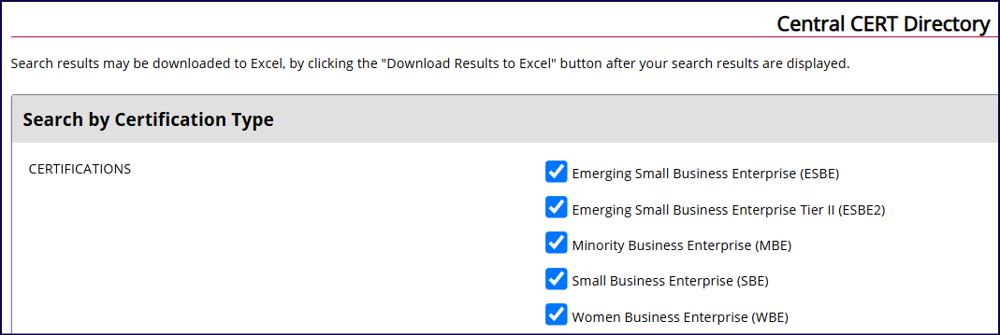 Central CERT Directory
Search results may be downloaded to Excel, by clicking the "Download Results to Excel" button after your search results are displayed.
Search by Certification Type
CERTIFICATIONS
Emerging Small Business Enterprise (ESBE)
Emerging Small Business Enterprise Tier II (ESBE2)
Minority Business Enterprise (MBE)
Small Business Enterprise (SBE)
Women Business Enterprise (WBE)